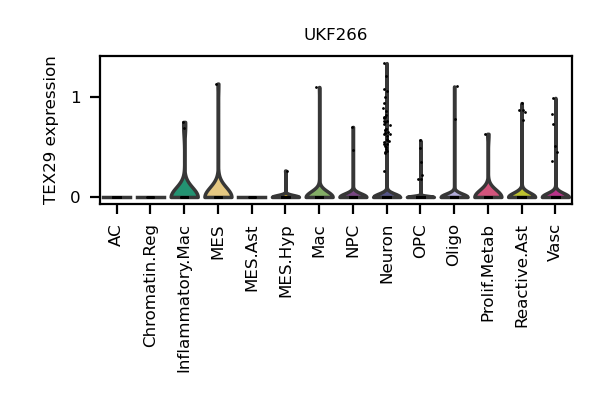 UKF266
TEX29 expression
1
0
AC
Chromatin.Reg
Inflammatory.Mac
MES
MES.Ast
MES.Hyp
Mac
NPC
Neuron
OPC
Oligo
Prolif.Metab
Reactive.Ast
Vasc